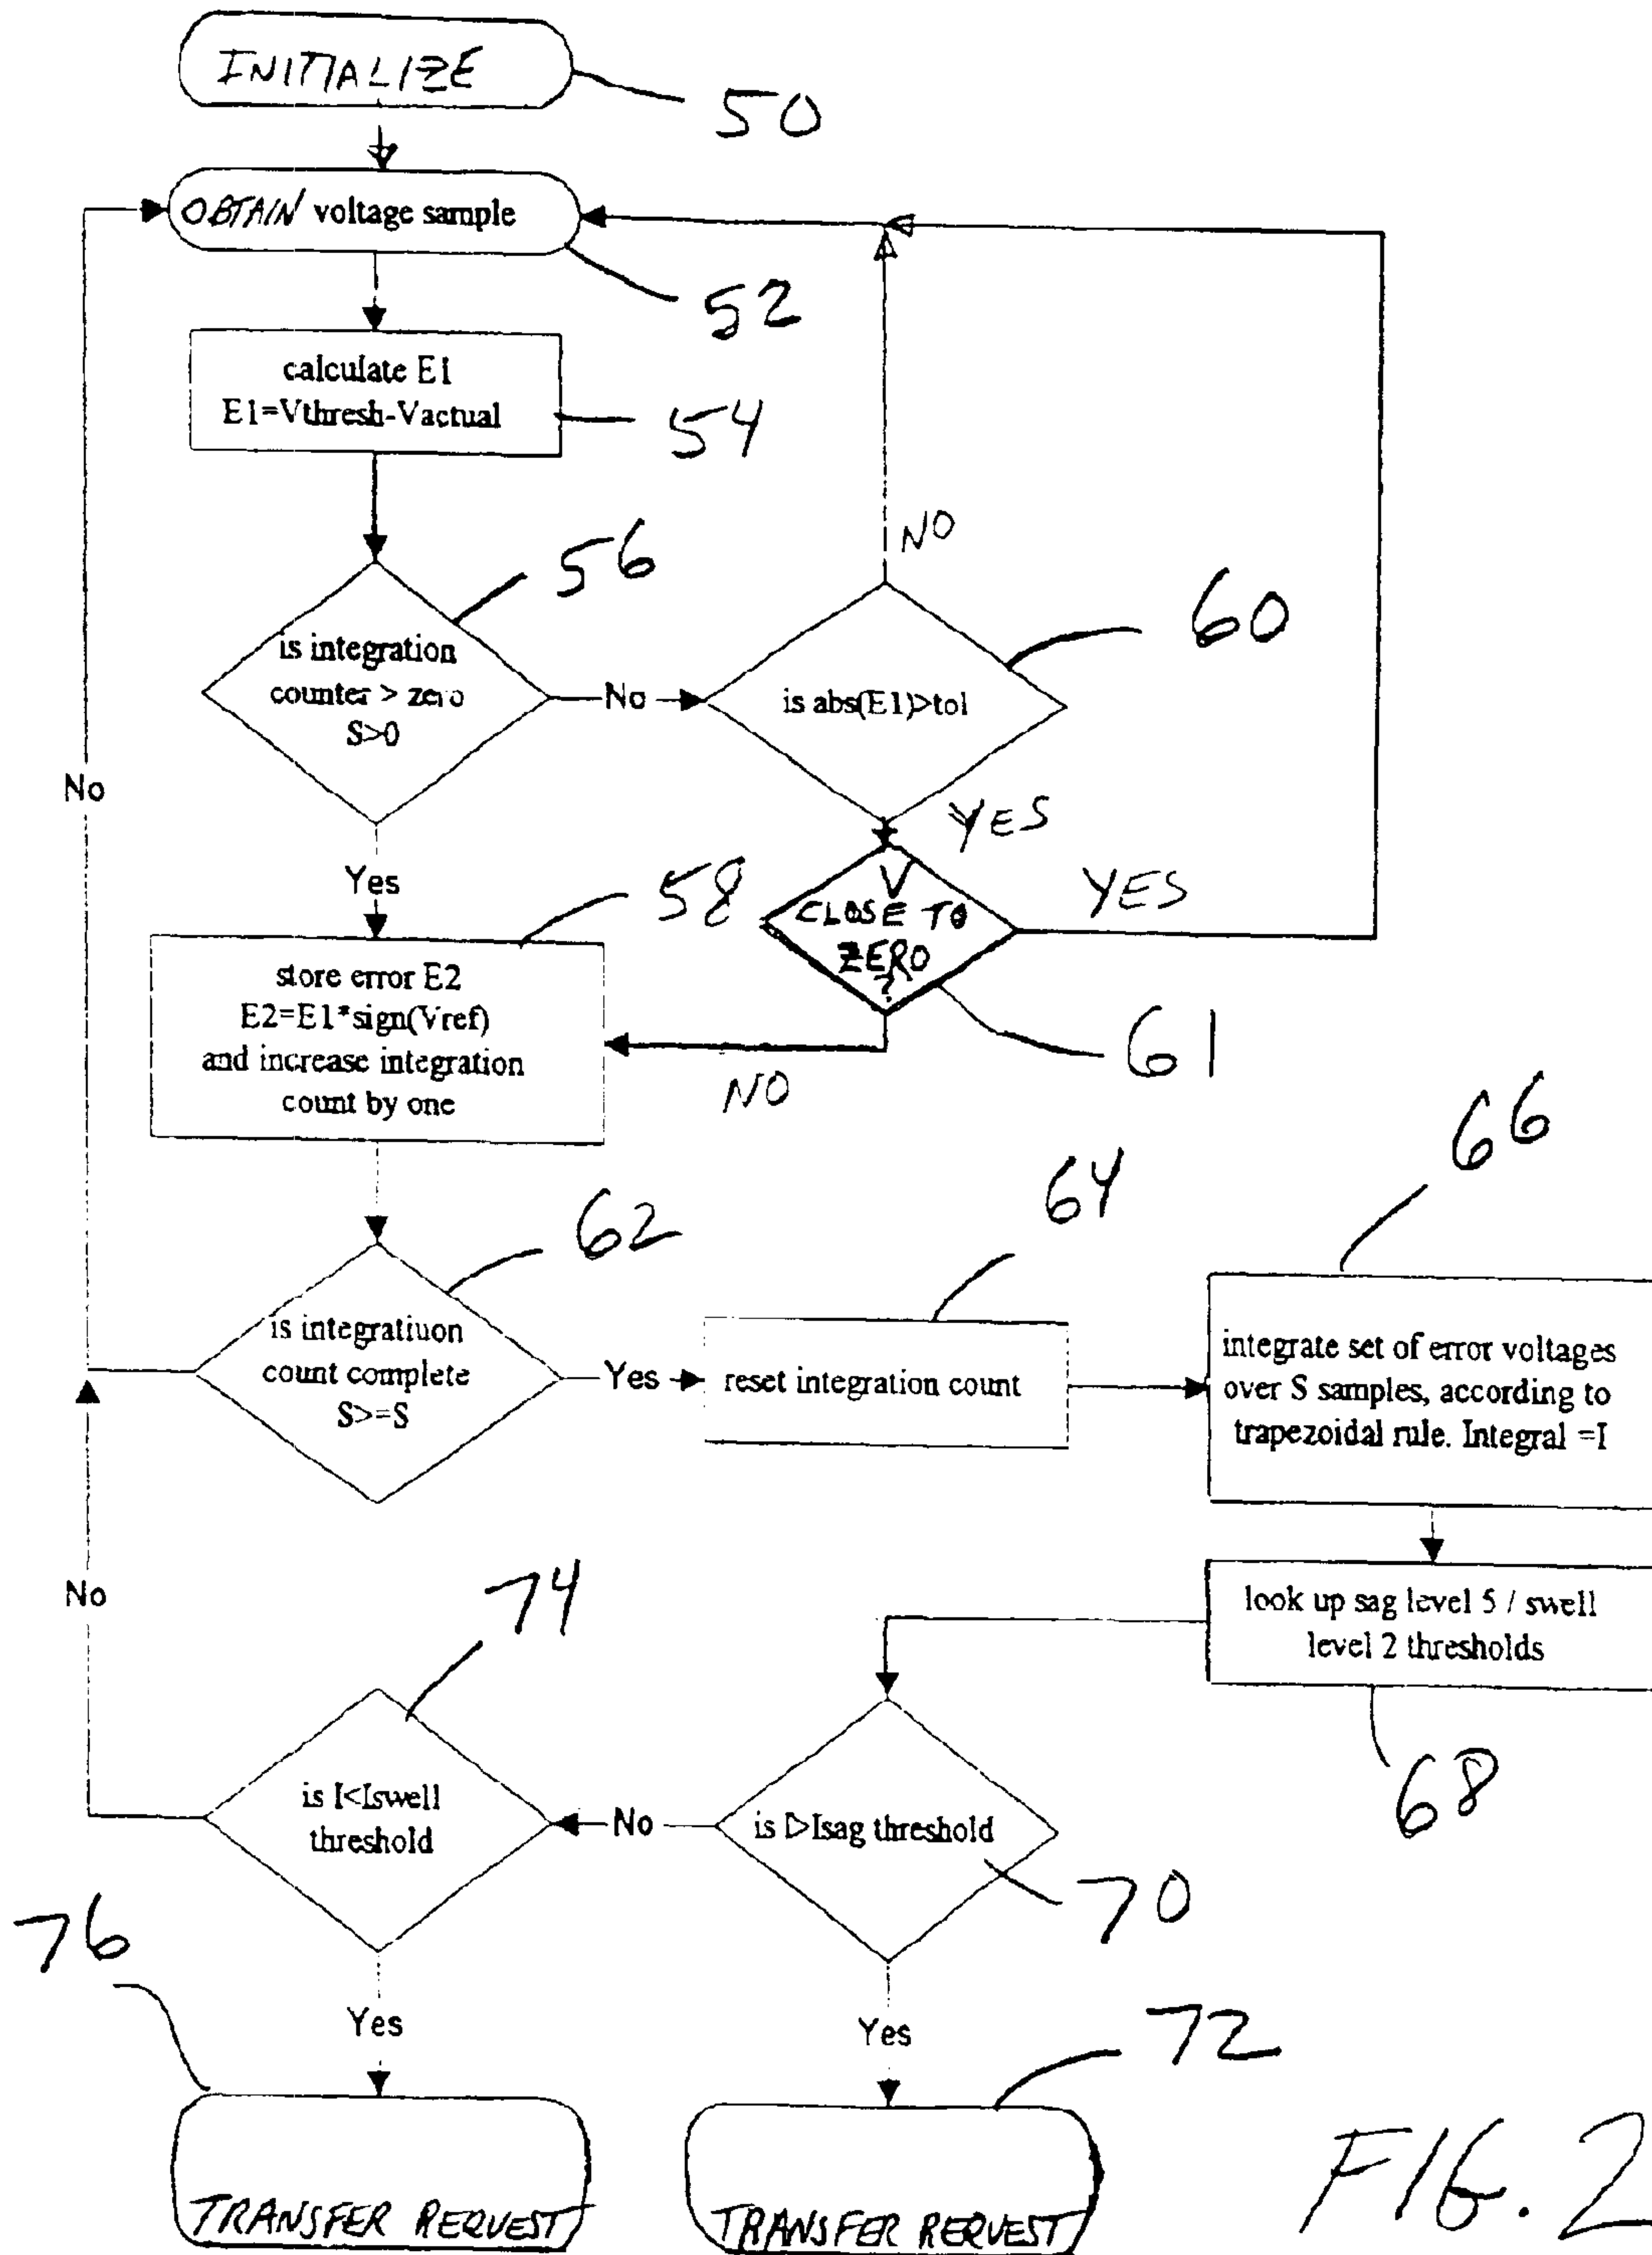 INITIALIZE
50
OBTAIN voltage sample
52
calculate E1
E1=Vthresh-Vactual
54
56
is integration
counter > zero
S>0
No
NO
60
is abs(E1)>tol
YES
No
Yes
58
V
CLOSE TO
ZERO
?
YES
61
store error E2
E2=E1*sign(Vref)
and increase integration
count by one
NO
62
64
66
is integratiuon
count complete
S>=S
Yes
reset integration count
integrate set of error voltages
over S samples, according to
trapezoidal rule. Integral =I
No
74
look up sag level 5 / swell
level 2 thresholds
68
is I<Iswell
threshold
No
is I>Isag threshold
70
76
Yes
Yes
72
TRANSFER REQUEST
TRANSFER REQUEST
FIG. 2